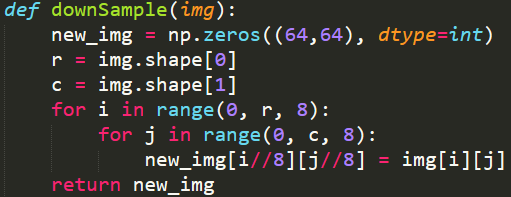 def downSample(img):
    new_img = np.zeros((64,64), dtype=int)
    r = img.shape[0]
    c = img.shape[1]
    for i in range(0, r, 8):
        for j in range(0, c, 8):
            new_img[i//8][j//8] = img[i][j]
    return new_img